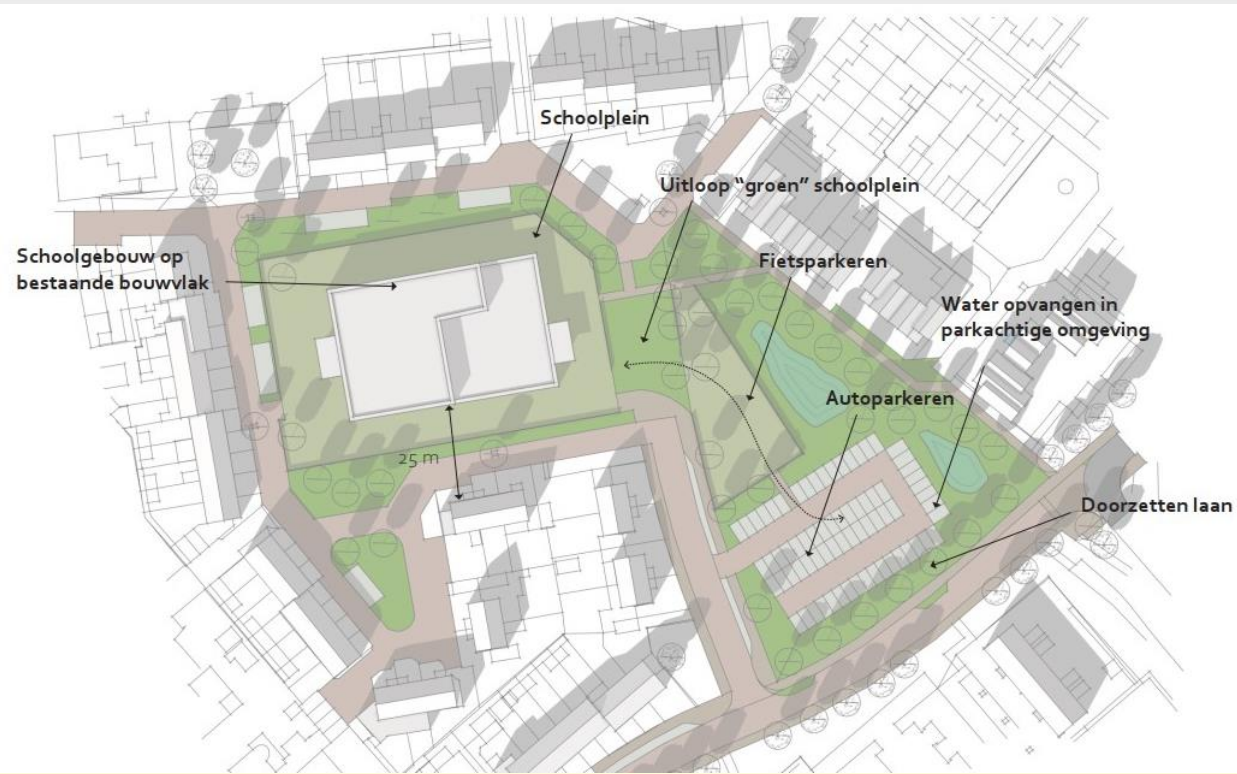 Schoolplein
Uitloop “groen” schoolplein
Schoolgebouw op
bestaande bouwvlak
Fietsparkeren
Water opvangen in
parkachtige omgeving
Autoparkeren
25 m
Doorzetten laan